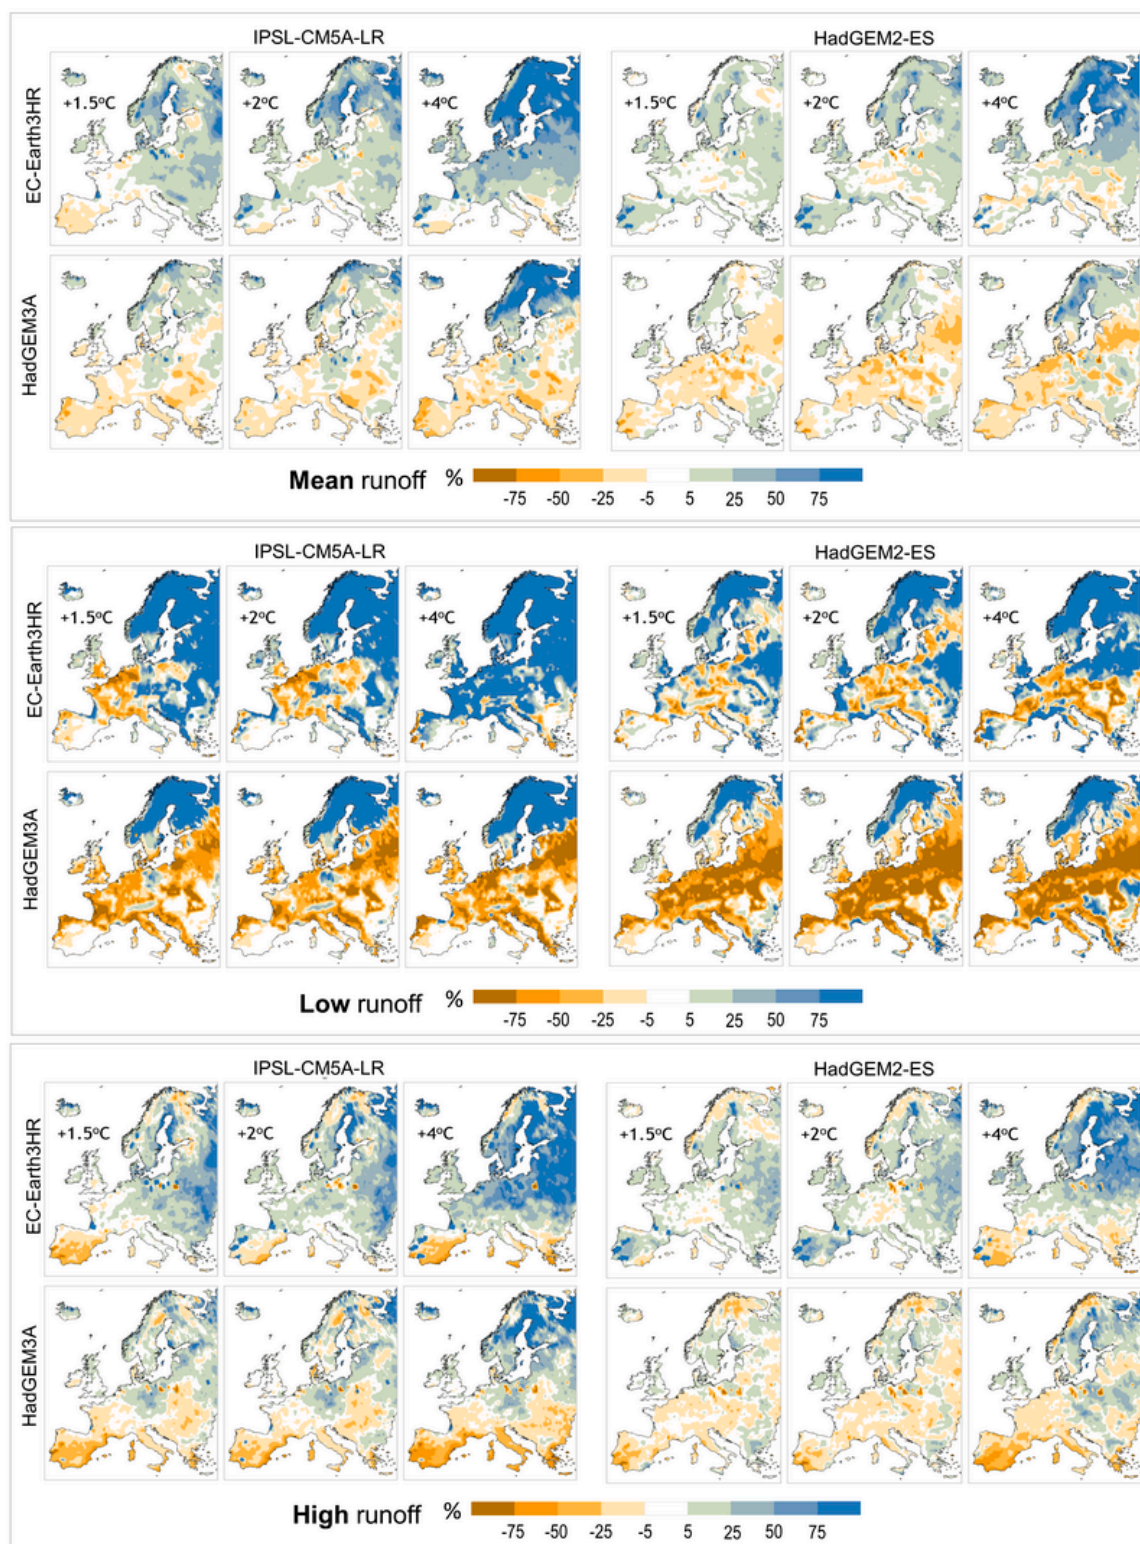 IPSL-CM5A-LR HadGEM2-ES
EC-Earth3HR
+1.5°C +2°C +4°C +1.5°C +2°C +4°C
HadGEM3A
Mean runoff % -75 -50 -25 -5 5 25 50 75
IPSL-CM5A-LR HadGEM2-ES
EC-Earth3HR
+1.5°C +2°C +4°C +1.5°C +2°C +4°C
HadGEM3A
Low runoff % -75 -50 -25 -5 5 25 50 75
IPSL-CM5A-LR HadGEM2-ES
EC-Earth3HR
+1.5°C +2°C +4°C +1.5°C +2°C +4°C
HadGEM3A
High runoff % -75 -50 -25 -5 5 25 50 75